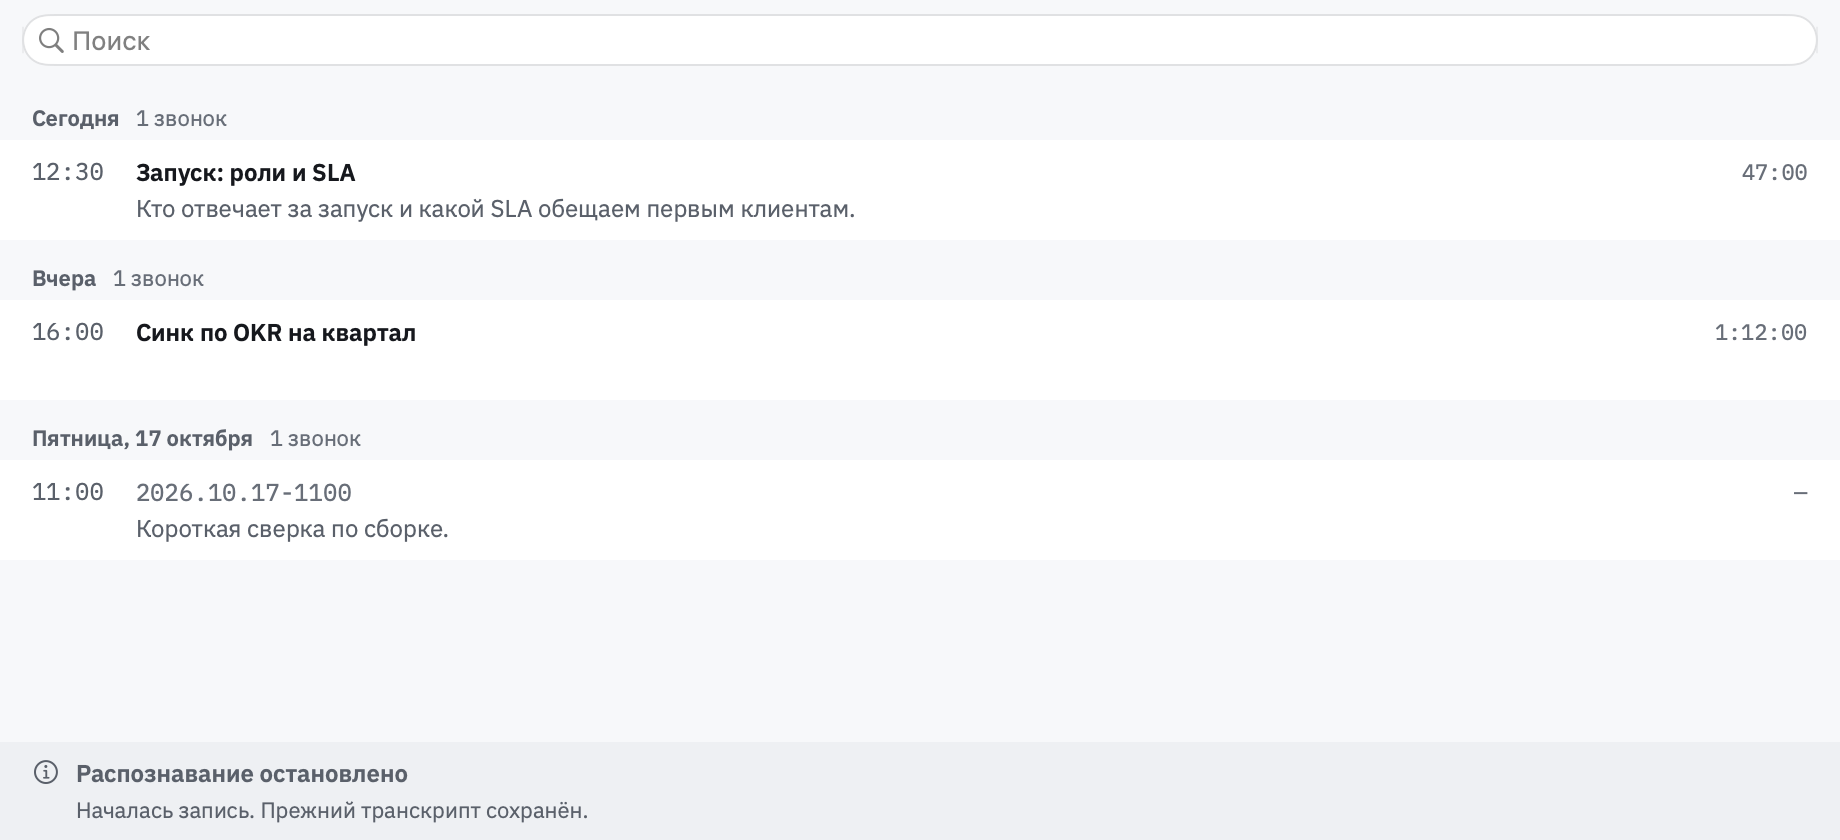 Поиск
Сегодня 1 звонок
12:30 Запуск: роли и SLA 47:00
Кто отвечает за запуск и какой SLA обещаем первым клиентам.
Вчера 1 звонок
16:00 Синк по OKR на квартал 1:12:00
Пятница, 17 октября 1 звонок
11:00 2026.10.17-1100 –
Короткая сверка по сборке.
Распознавание остановлено
Началась запись. Прежний транскрипт сохранён.